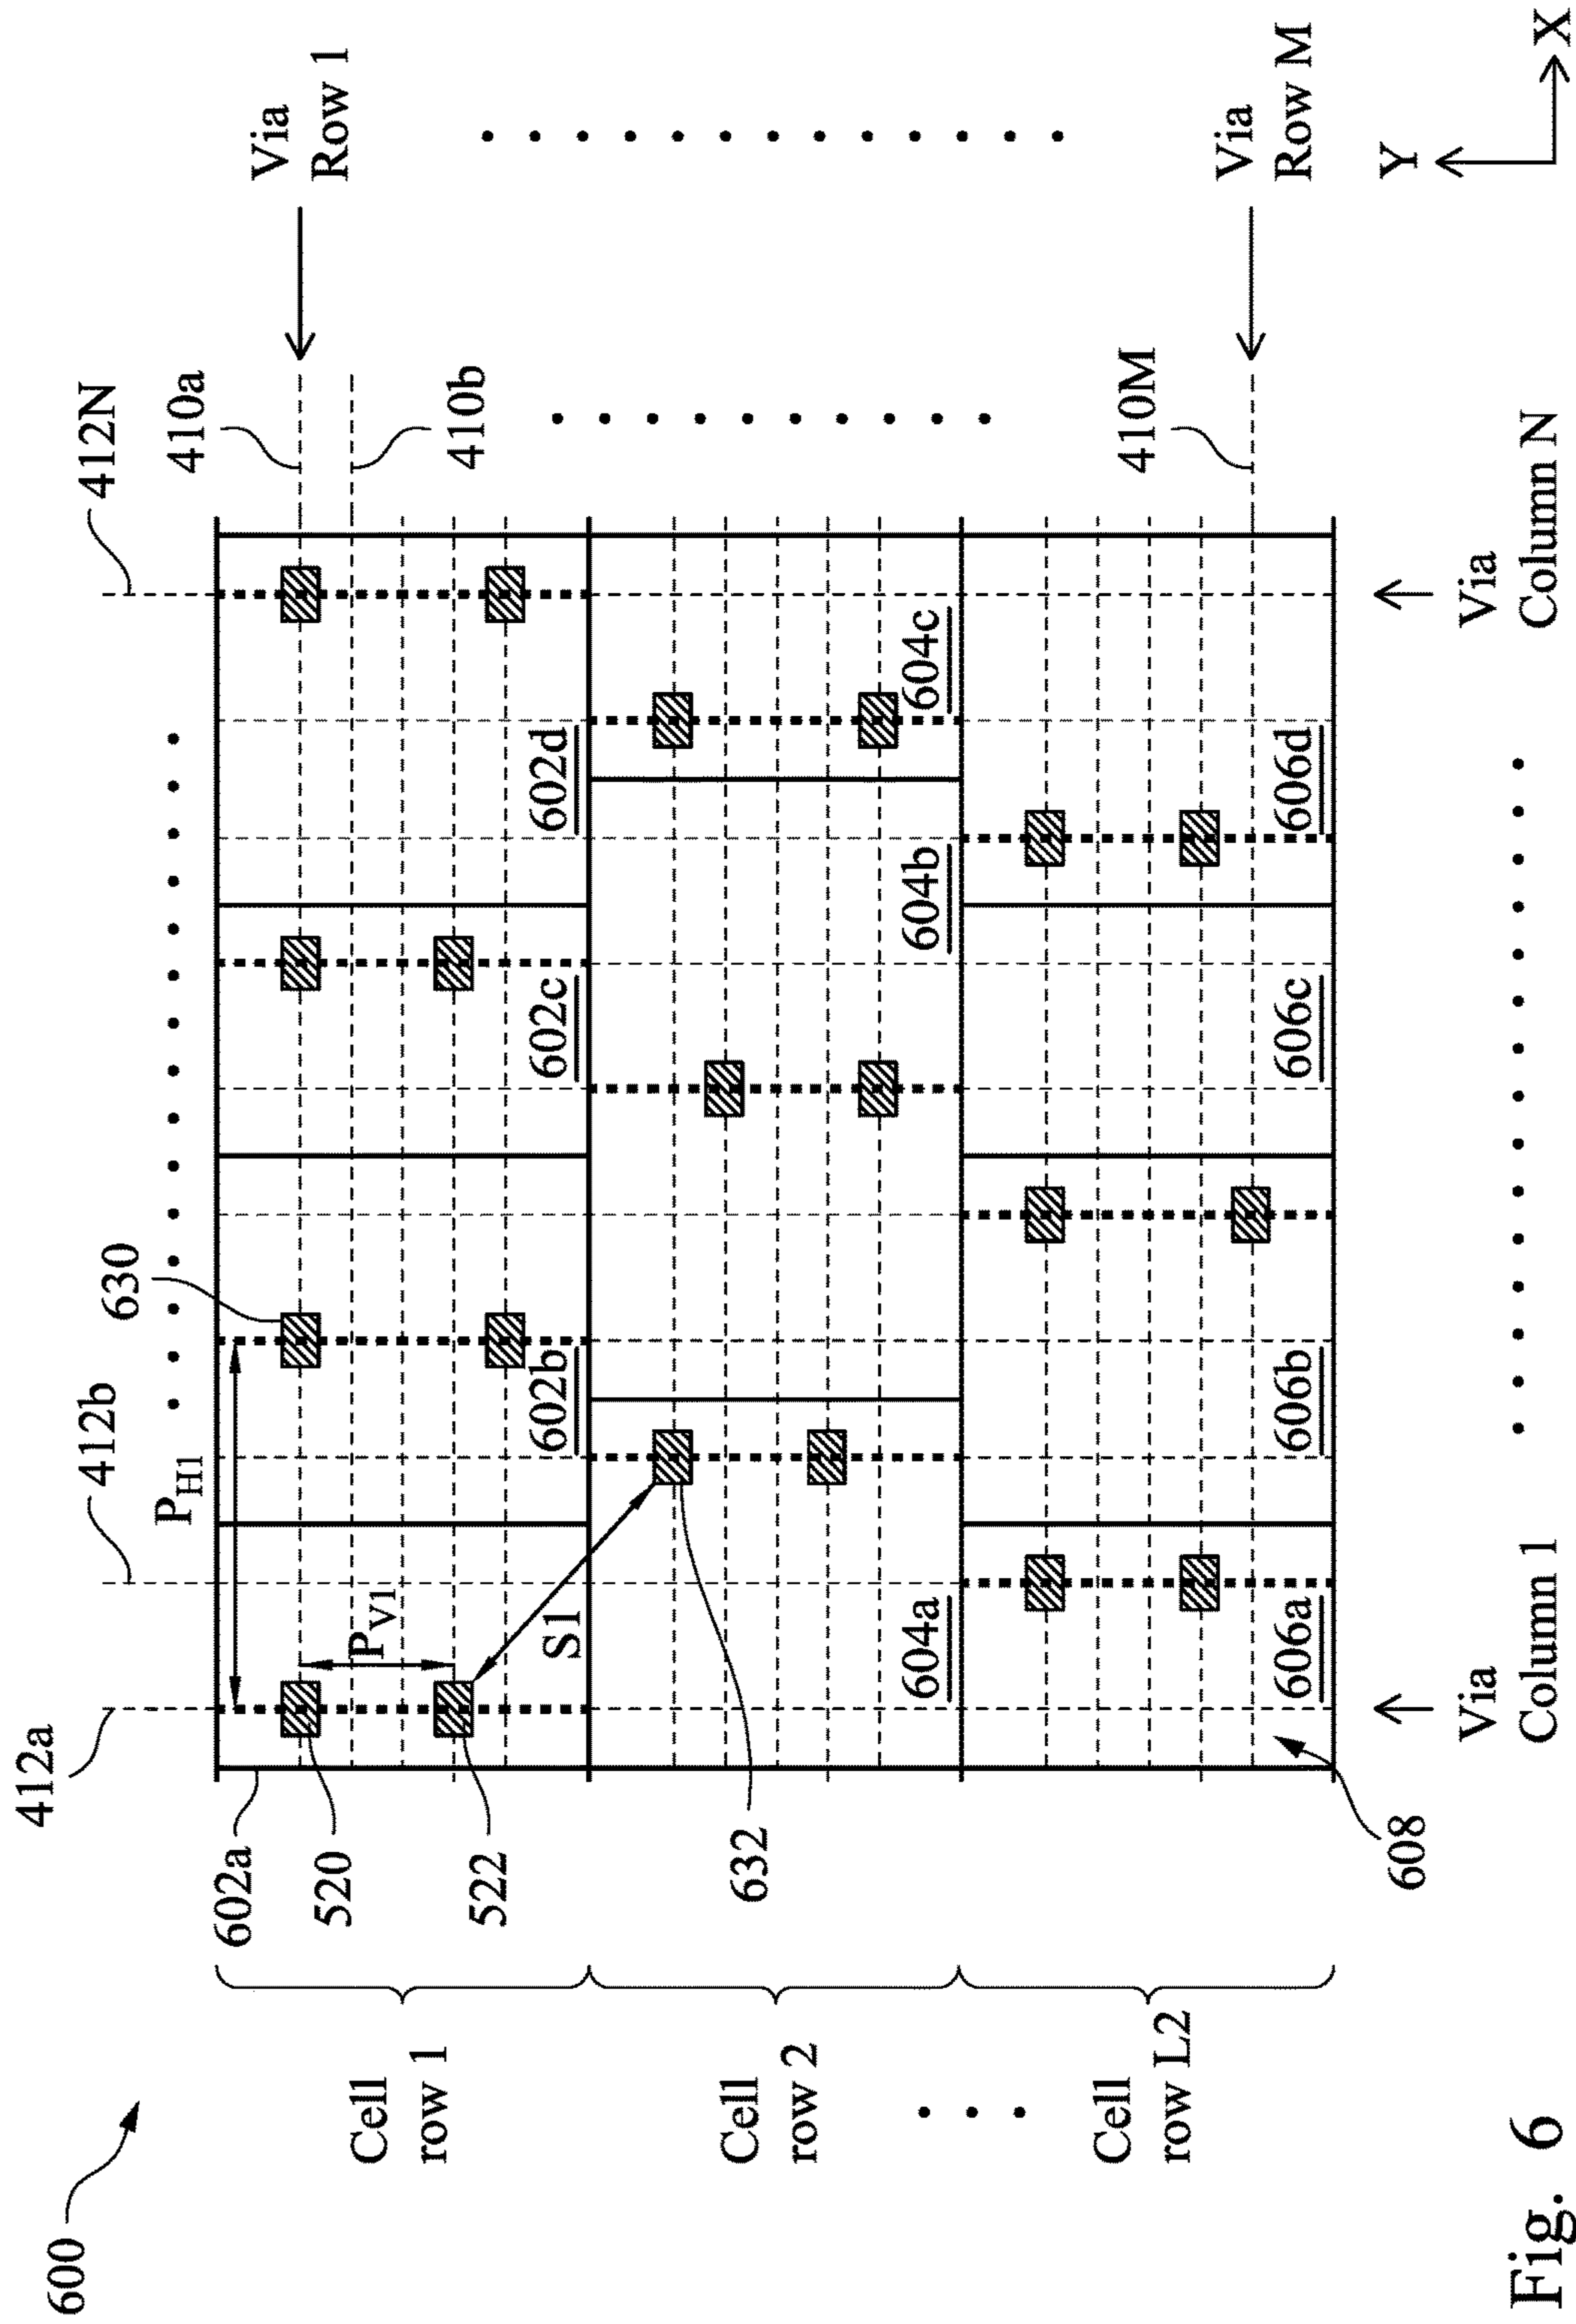 600
412a
412b
630
412N
P_H1
410a
410b
Via
Row 1
602a
520
522
632
P_V1
S1
602b
602c
602d
604a
604b
604c
606a
606b
606c
606d
608
Cell
row 1
Cell
row 2
Cell
row L2
410M
Via
Row M
Y
X
Via
Column 1
Via
Column N
Fig. 6